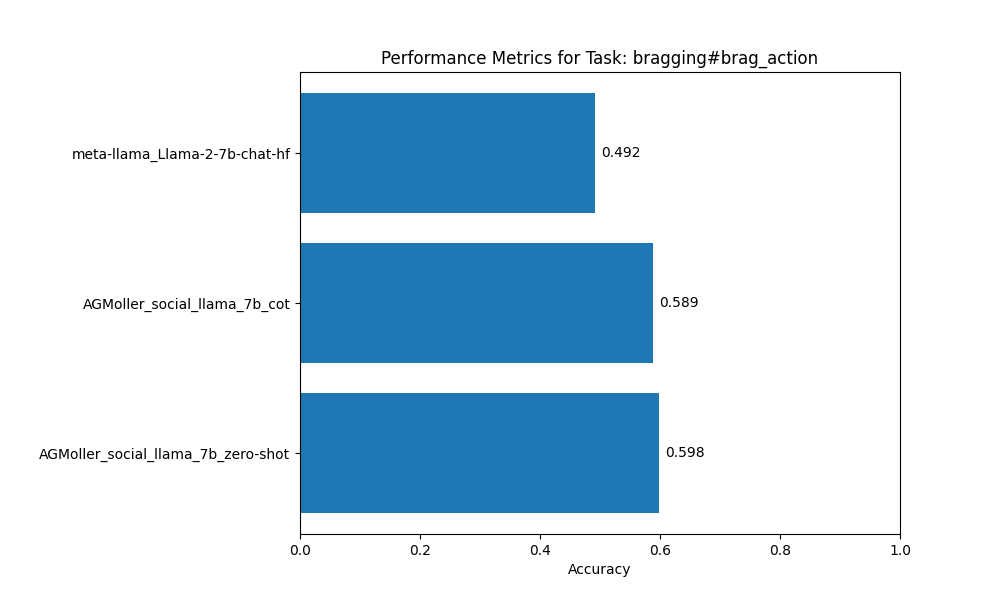 Performance Metrics for Task: bragging#brag_action
meta-llama_Llama-2-7b-chat-hf
0.492
AGMoller_social_llama_7b_cot
0.589
AGMoller_social_llama_7b_zero-shot
0.598
0.0 0.2 0.4 0.6 0.8 1.0
Accuracy